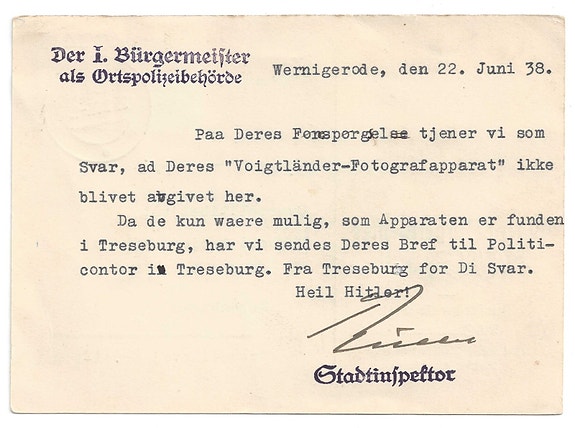 Der I. Bürgermeister
als Ortspolizeibehörde
Wernigerode, den 22. Juni 38.
Paa Deres Forespørgelse tjener vi som
Svar, ad Deres "Voigtländer-Fotografapparat" ikke
blivet avgivet her.
Da de kun waere mulig, som Apparaten er funden
i Treseburg, har vi sendes Deres Bref til Politi-
contor in Treseburg. Fra Treseburg for Di Svar.
Heil Hitler!
Stadtinspektor